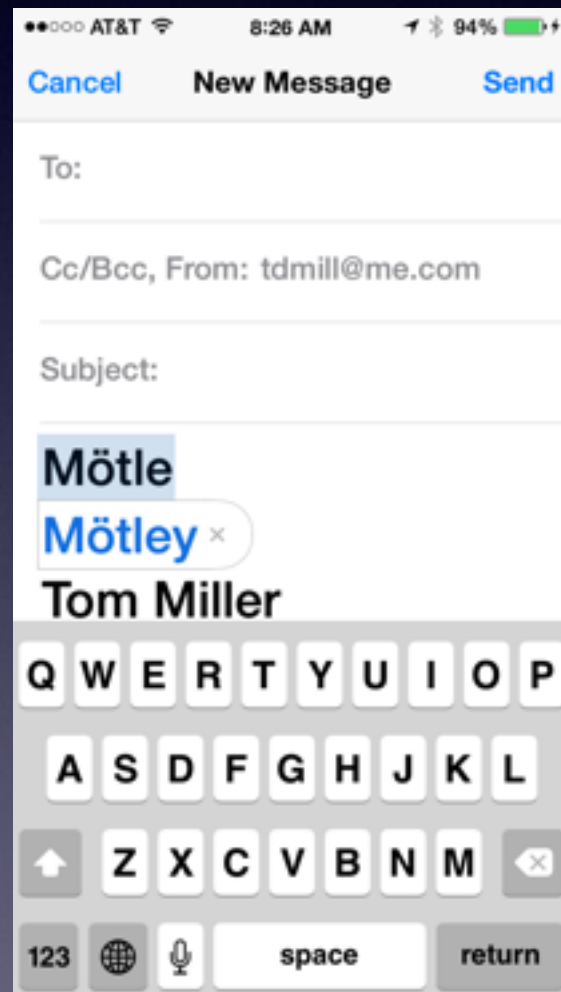 AT&T 8:26 AM 94%
Cancel New Message Send
To:
Cc/Bcc, From: tdmill@me.com
Subject:
Mötle
Mötley ×
Tom Miller
Q W E R T Y U I O P
A S D F G H J K L
Z X C V B N M
123 space return